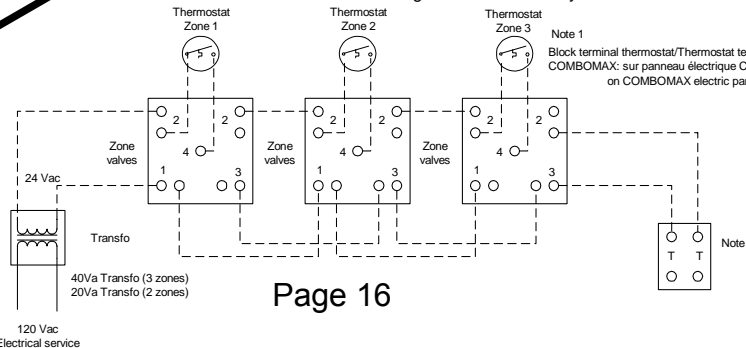 Thermostat
Zone 1
Thermostat
Zone 2
Thermostat
Zone 3
Note 1
Block terminal thermostat/Thermostat te
COMBOMAX: sur panneau électrique C
on COMBOMAX electric par
2
2
4
1
3
Zone
valves
2
2
4
1
3
Zone
valves
2
2
4
1
3
Zone
valves
24 Vac
Transfo
40Va Transfo (3 zones)
20Va Transfo (2 zones)
120 Vac
Electrical service
T
T
Note
Page 16